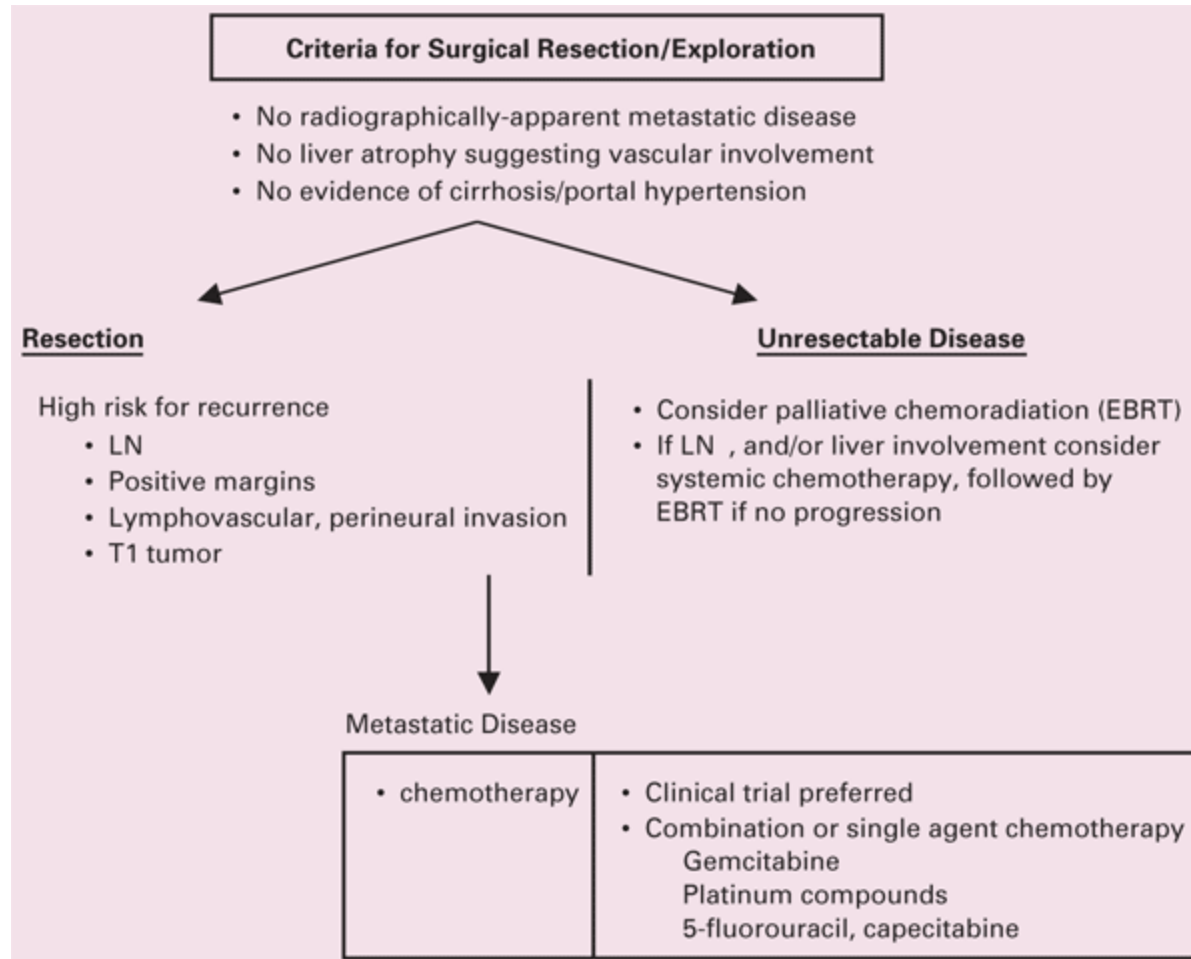 Criteria for Surgical Resection/Exploration
• No radiographically-apparent metastatic disease
• No liver atrophy suggesting vascular involvement
• No evidence of cirrhosis/portal hypertension
Resection
High risk for recurrence
• LN
• Positive margins
• Lymphovascular, perineural invasion
• T1 tumor
Unresectable Disease
• Consider palliative chemoradiation (EBRT)
• If LN , and/or liver involvement consider
systemic chemotherapy, followed by
EBRT if no progression
Metastatic Disease
• chemotherapy
• Clinical trial preferred
• Combination or single agent chemotherapy
Gemcitabine
Platinum compounds
5-fluorouracil, capecitabine